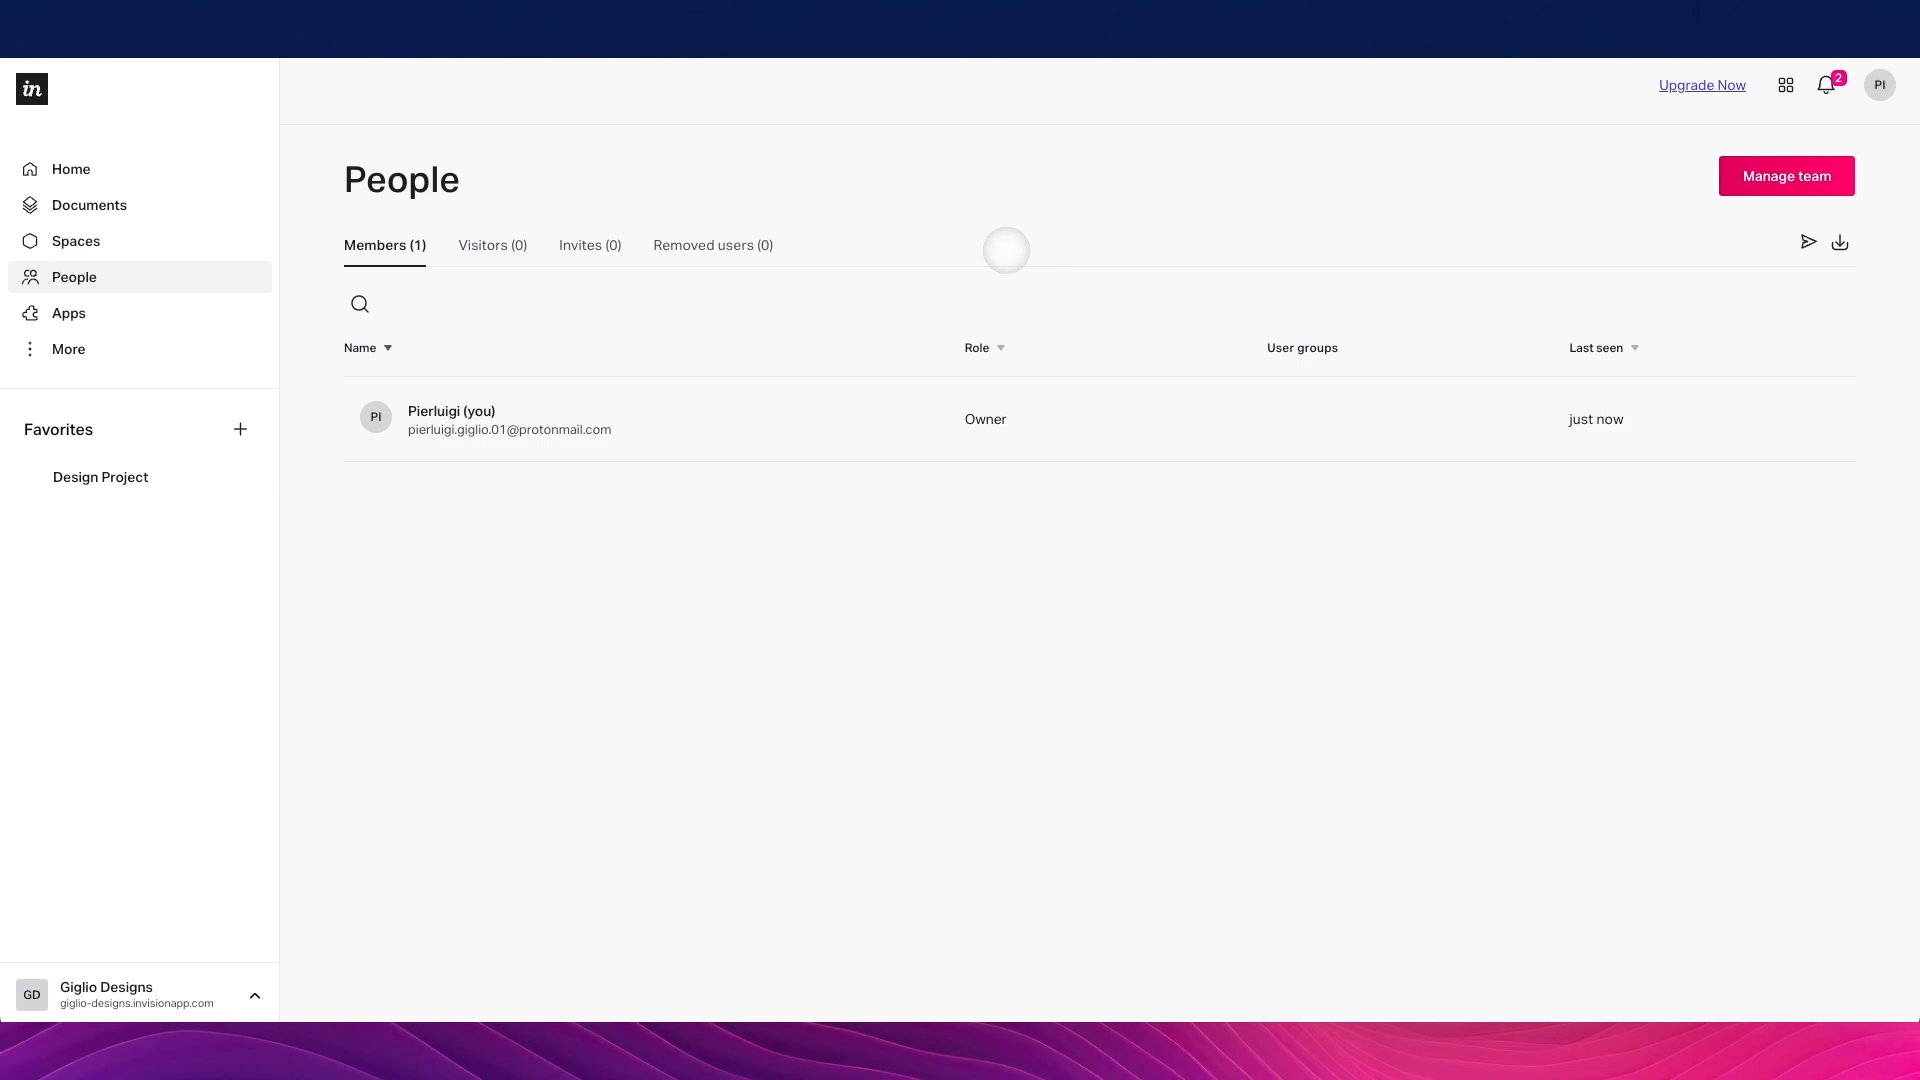 in
Upgrade Now
2
PI
Home
Documents
Spaces
People
Apps
More
Favorites
Design Project
GD
Giglio Designs
giglio-designs.invisionapp.com
People
Manage team
Members (1)
Visitors (0)
Invites (0)
Removed users (0)
Name
Role
User groups
Last seen
PI
Pierluigi (you)
pierluigi.giglio.01@protonmail.com
Owner
just now